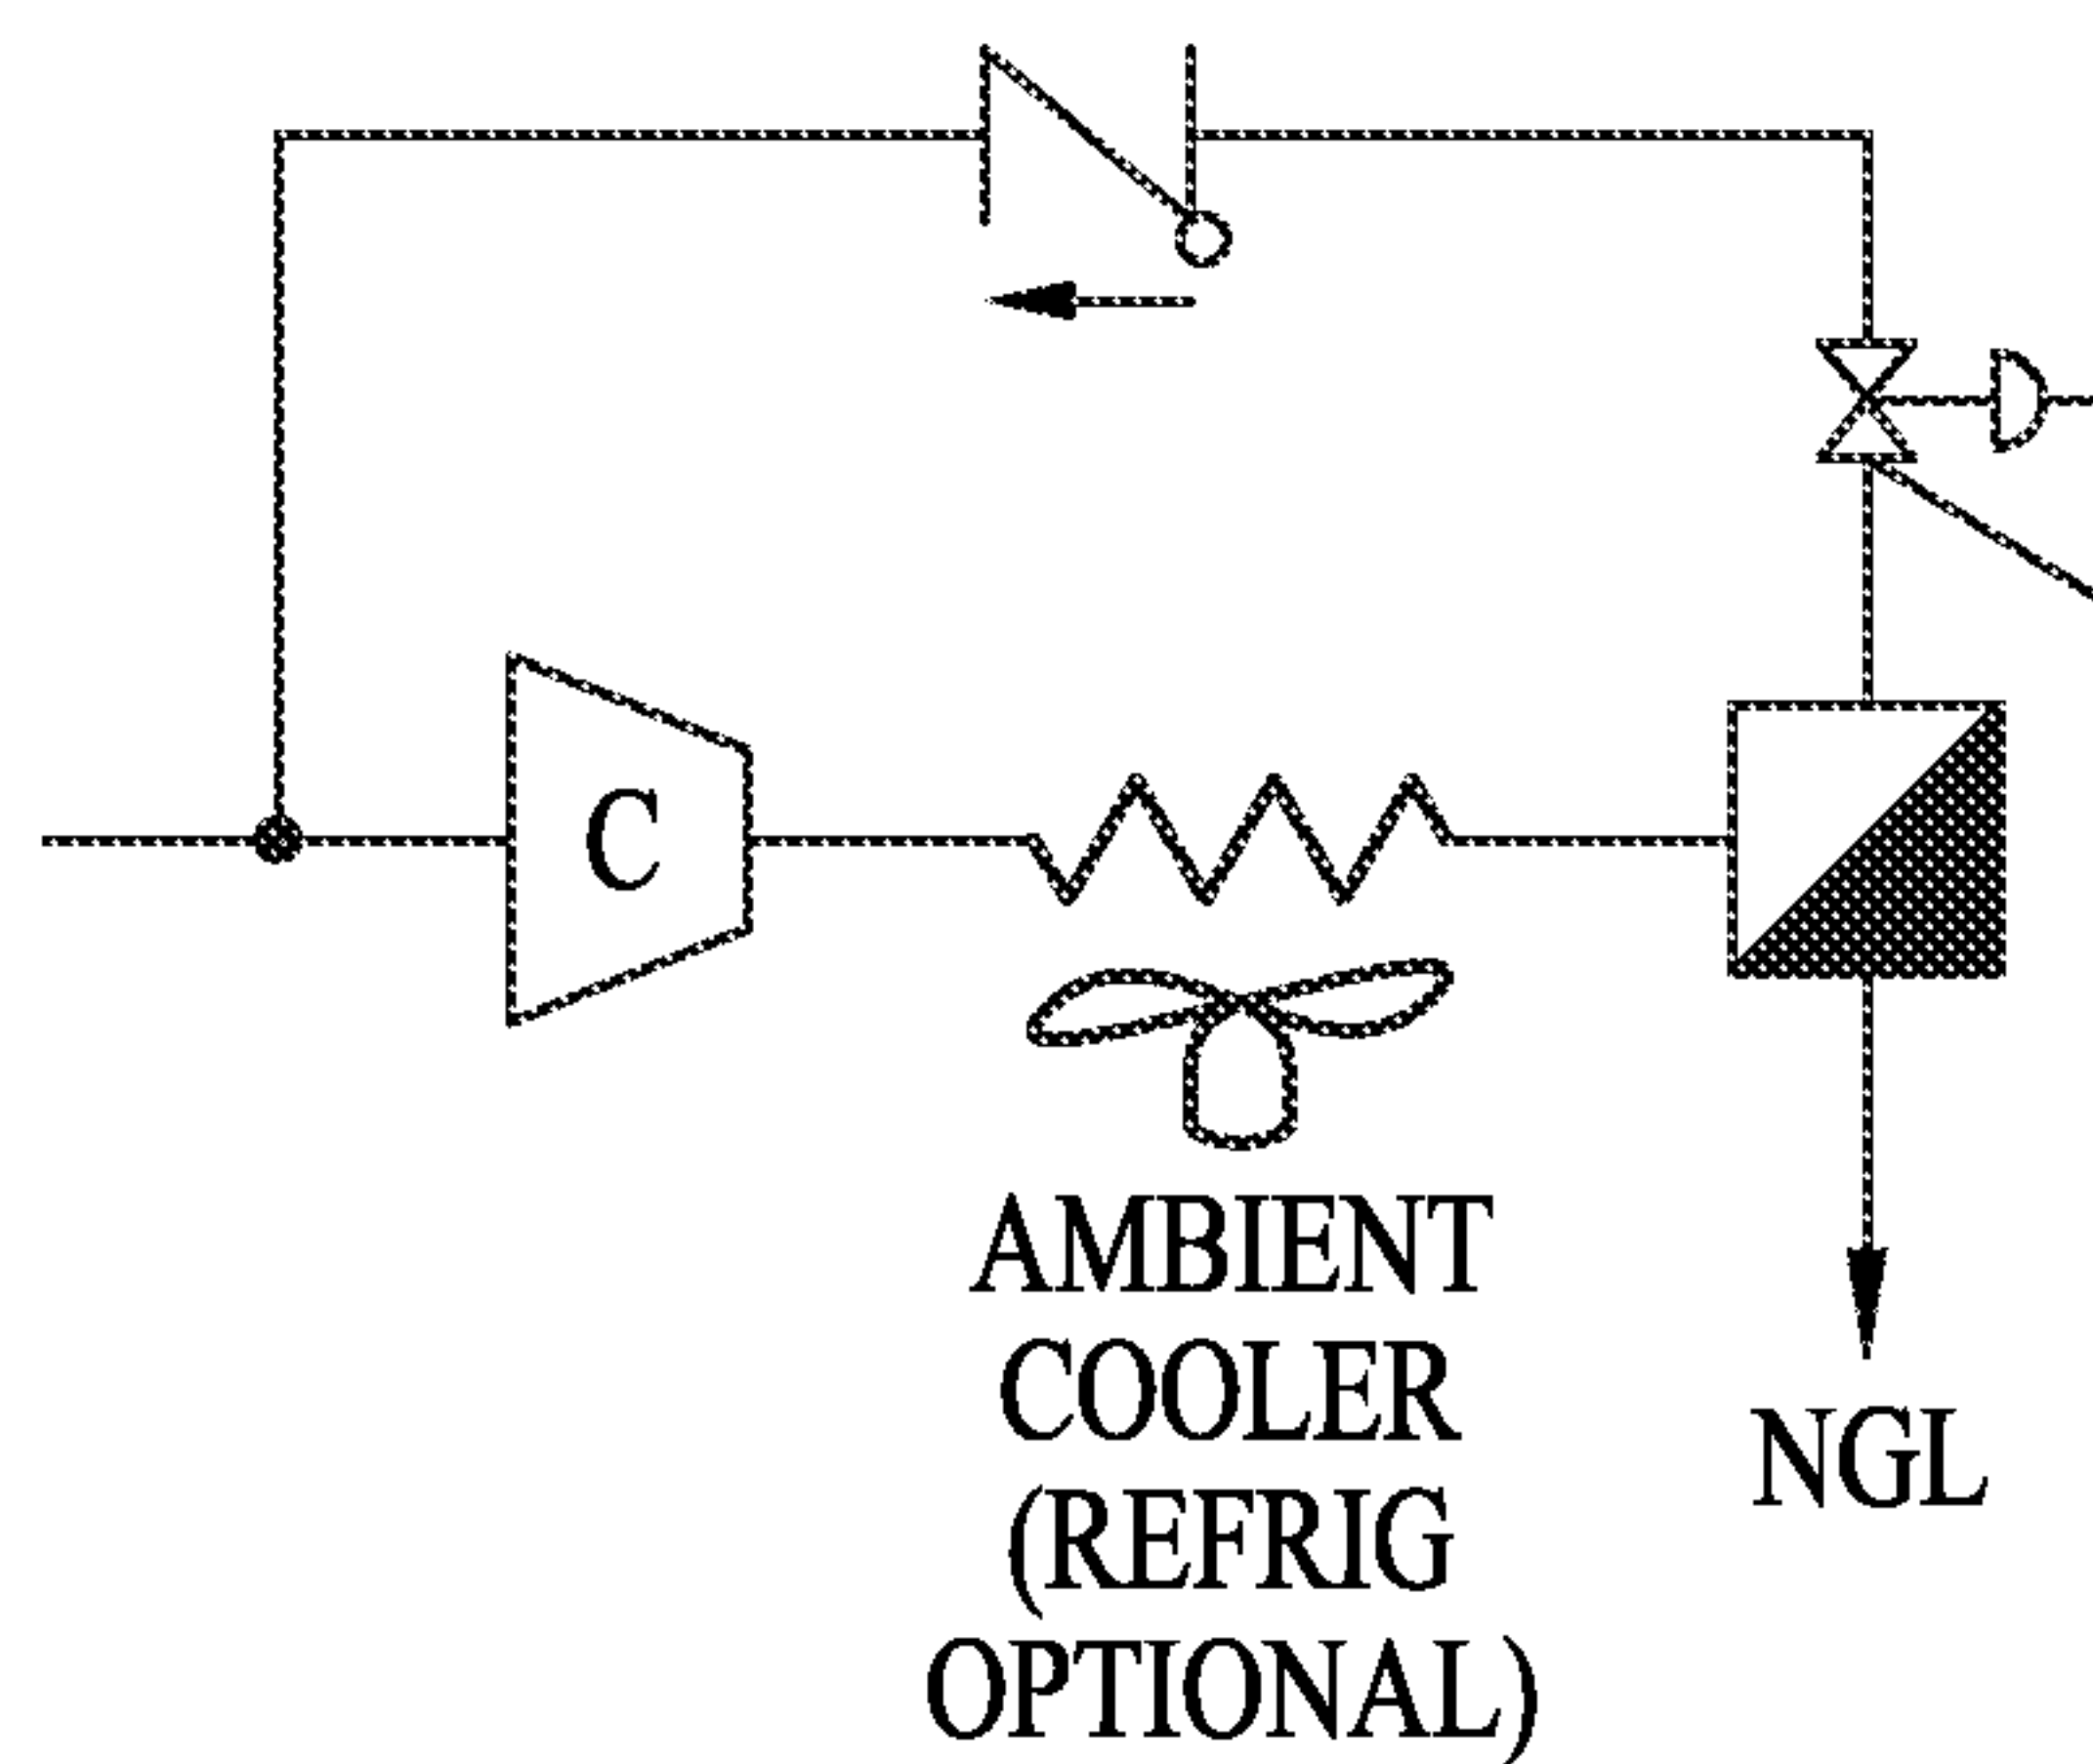 C
AMBIENT
COOLER
(REFRIG
OPTIONAL)
NGL